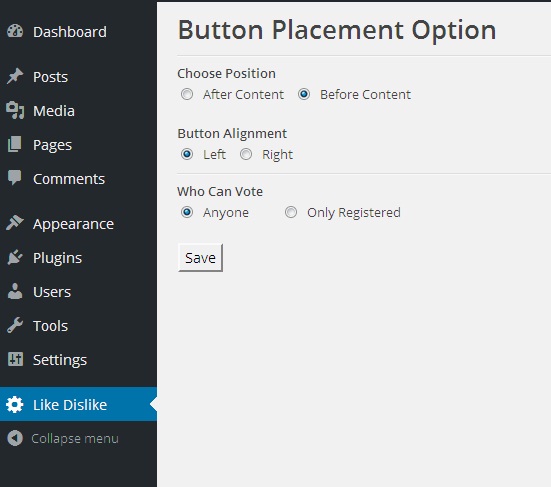 Dashboard
Posts
Media
Pages
Comments
Appearance
Plugins
Users
Tools
Settings
Like Dislike
Collapse menu
Button Placement Option
Choose Position
After Content Before Content
Button Alignment
Left Right
Who Can Vote
Anyone Only Registered
Save